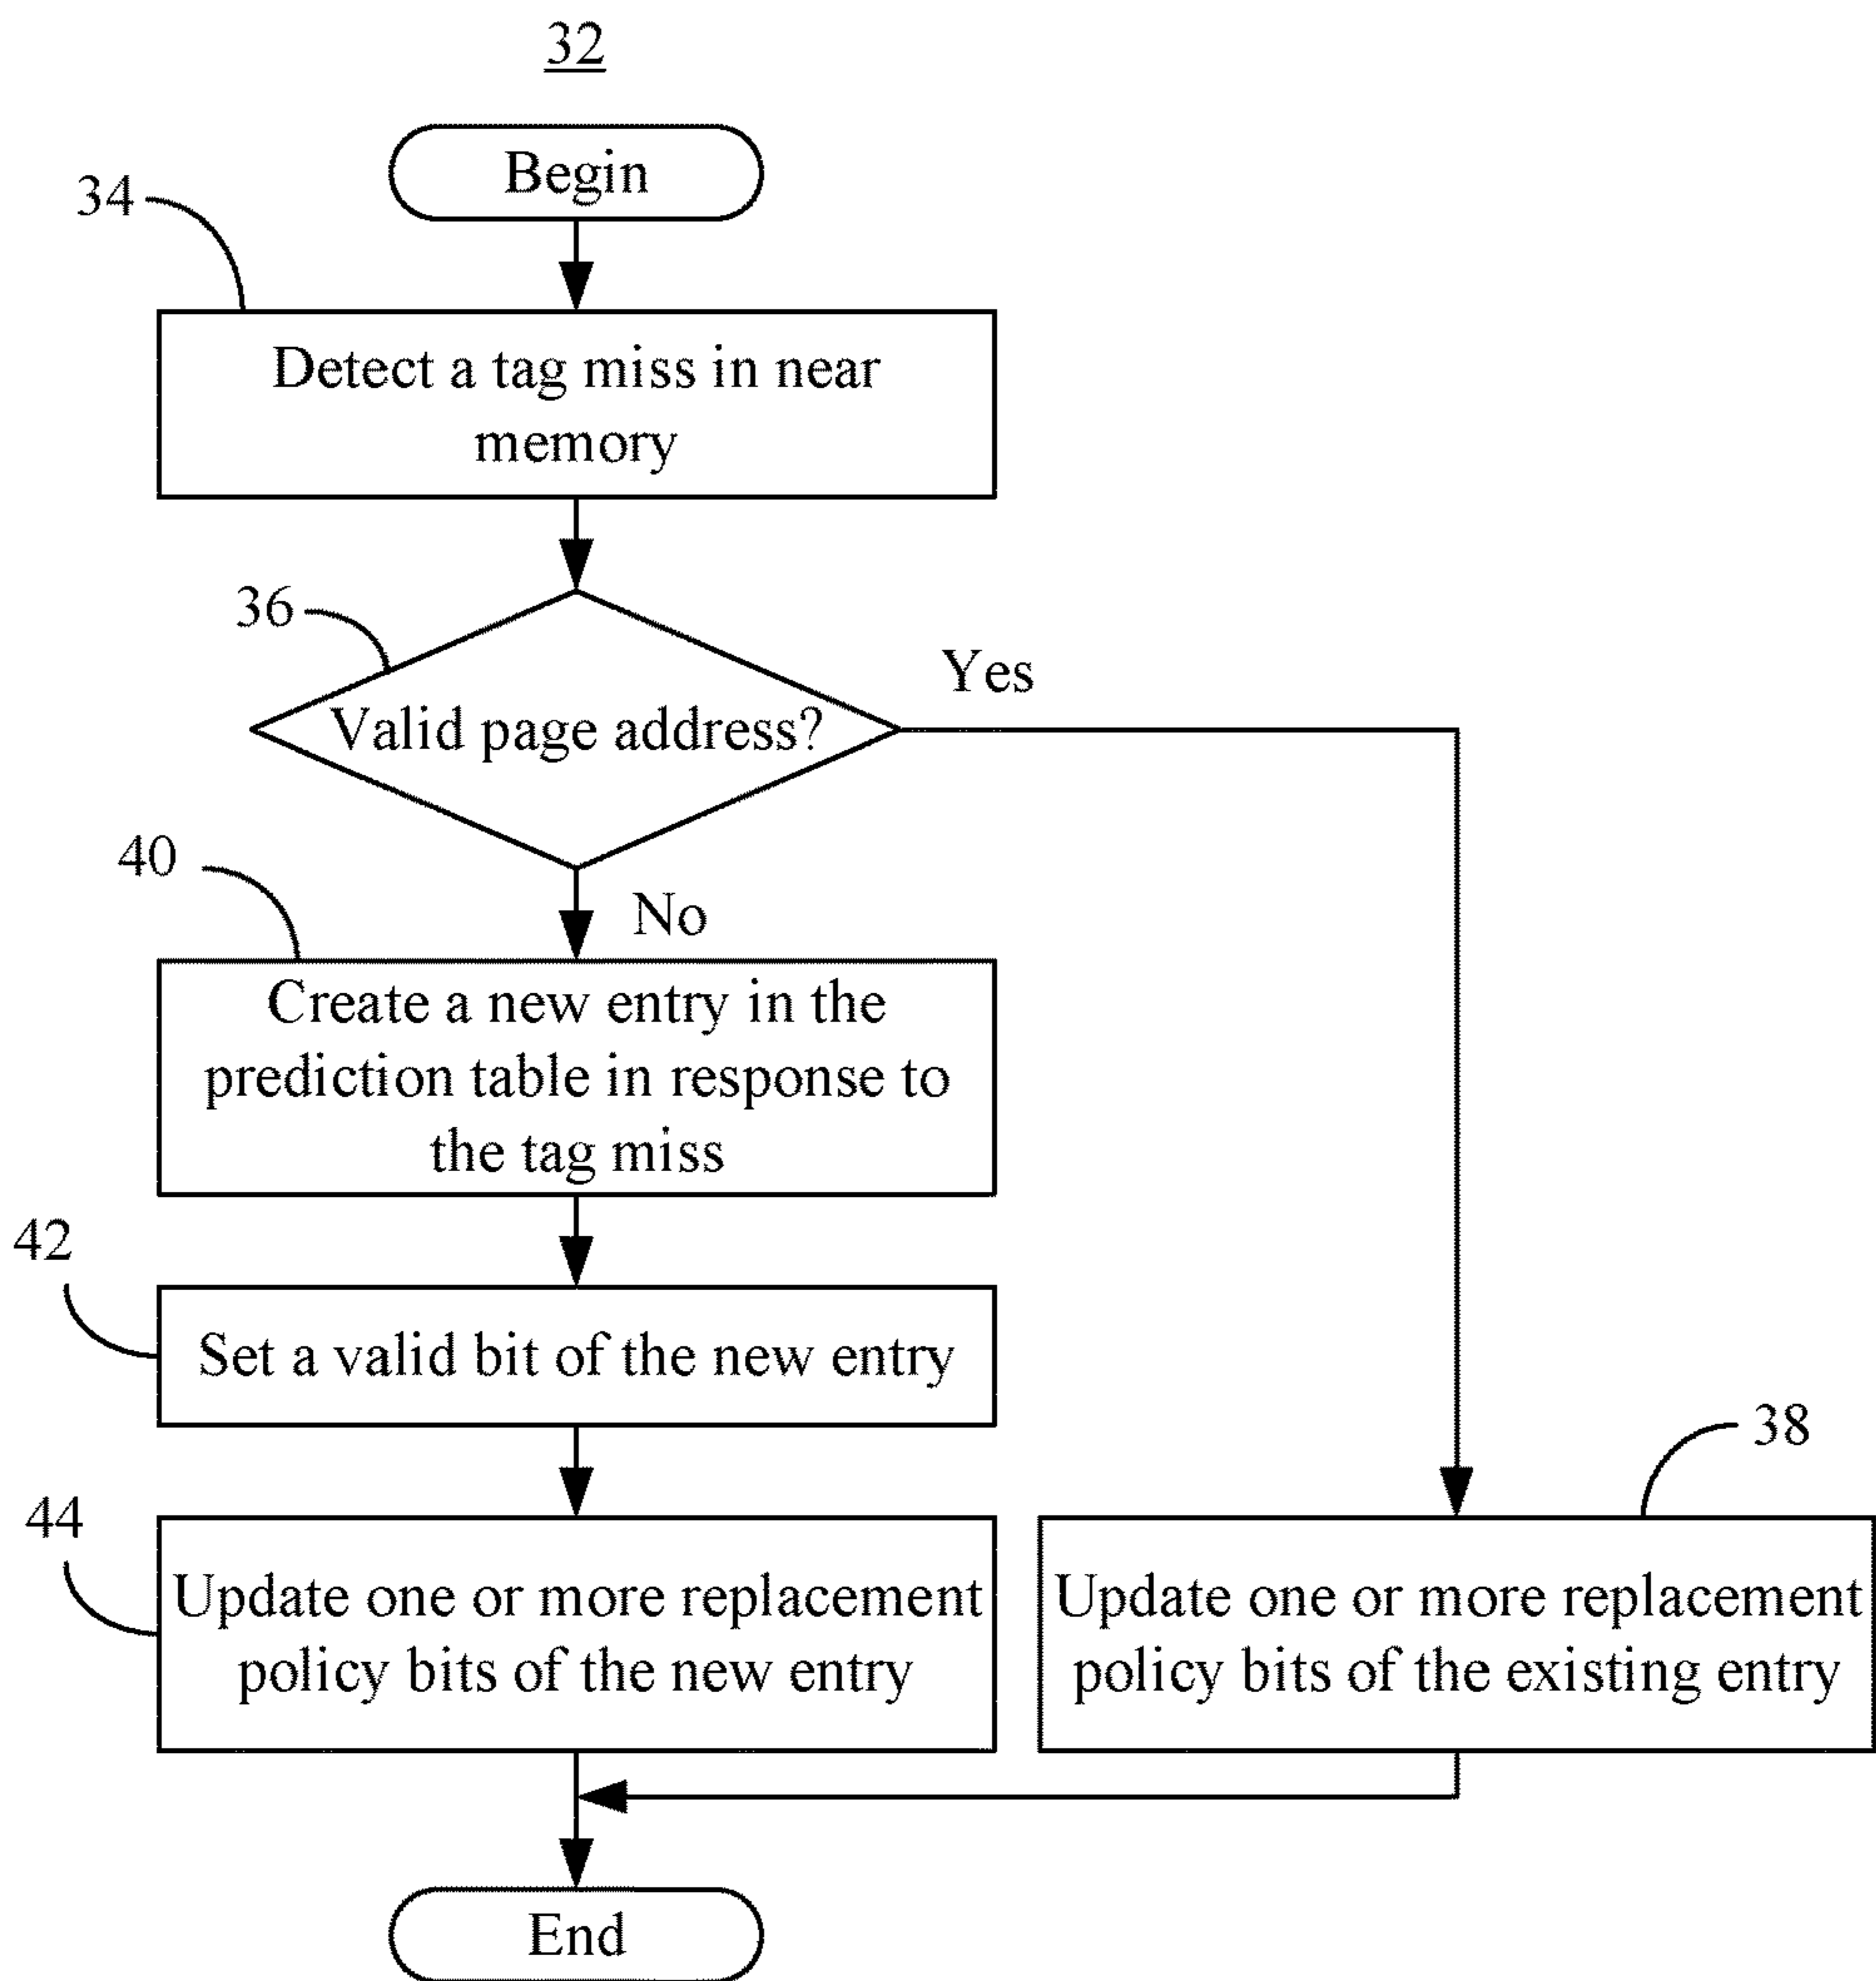 32
Begin
34
Detect a tag miss in near
memory
36
Valid page address?
Yes
40
No
Create a new entry in the
prediction table in response to
the tag miss
42
Set a valid bit of the new entry
38
44
Update one or more replacement
policy bits of the new entry
Update one or more replacement
policy bits of the existing entry
End